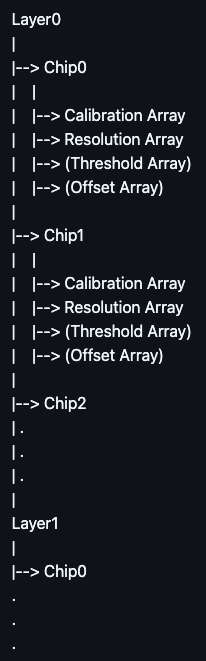 Layer0
|
|--> Chip0
|    |
|    |--> Calibration Array
|    |--> Resolution Array
|    |--> (Threshold Array)
|    |--> (Offset Array)
|
|--> Chip1
|    |
|    |--> Calibration Array
|    |--> Resolution Array
|    |--> (Threshold Array)
|    |--> (Offset Array)
|
|--> Chip2
| .
| .
| .
|
Layer1
|
|--> Chip0
.
.
.